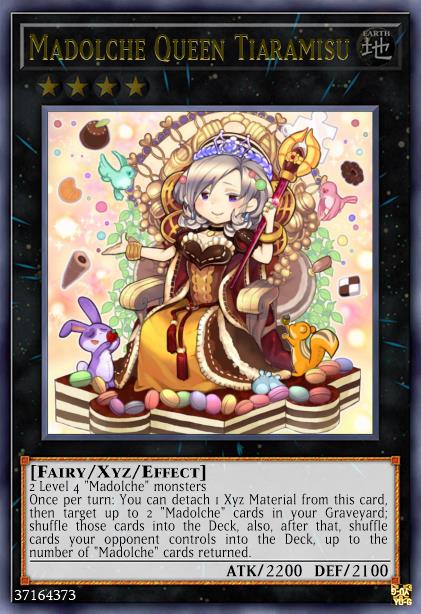 MADOLCHE QUEEN TIARAMISU
EARTH
地
[FAIRY/XYZ/EFFECT]
2 Level 4 "Madolche" monsters
Once per turn: You can detach 1 Xyz Material from this card,
then target up to 2 "Madolche" cards in your Graveyard;
shuffle those cards into the Deck, also, after that, shuffle
cards your opponent controls into the Deck, up to the
number of "Madolche" cards returned.
ATK/2200 DEF/2100
37164373